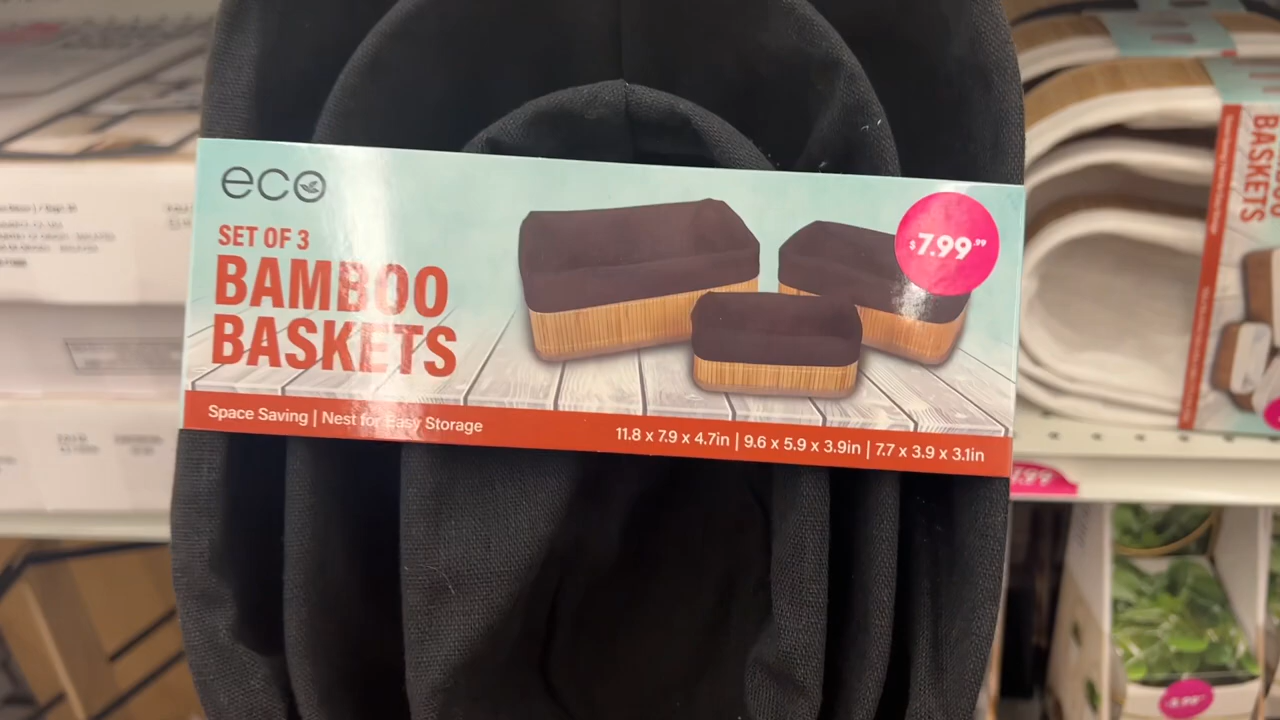 eco
SET OF 3
BAMBOO
BASKETS
$7.99.99
Space Saving | Nest for Easy Storage
11.8 x 7.9 x 4.7in | 9.6 x 5.9 x 3.9in | 7.7 x 3.9 x 3.1in
BASKETS